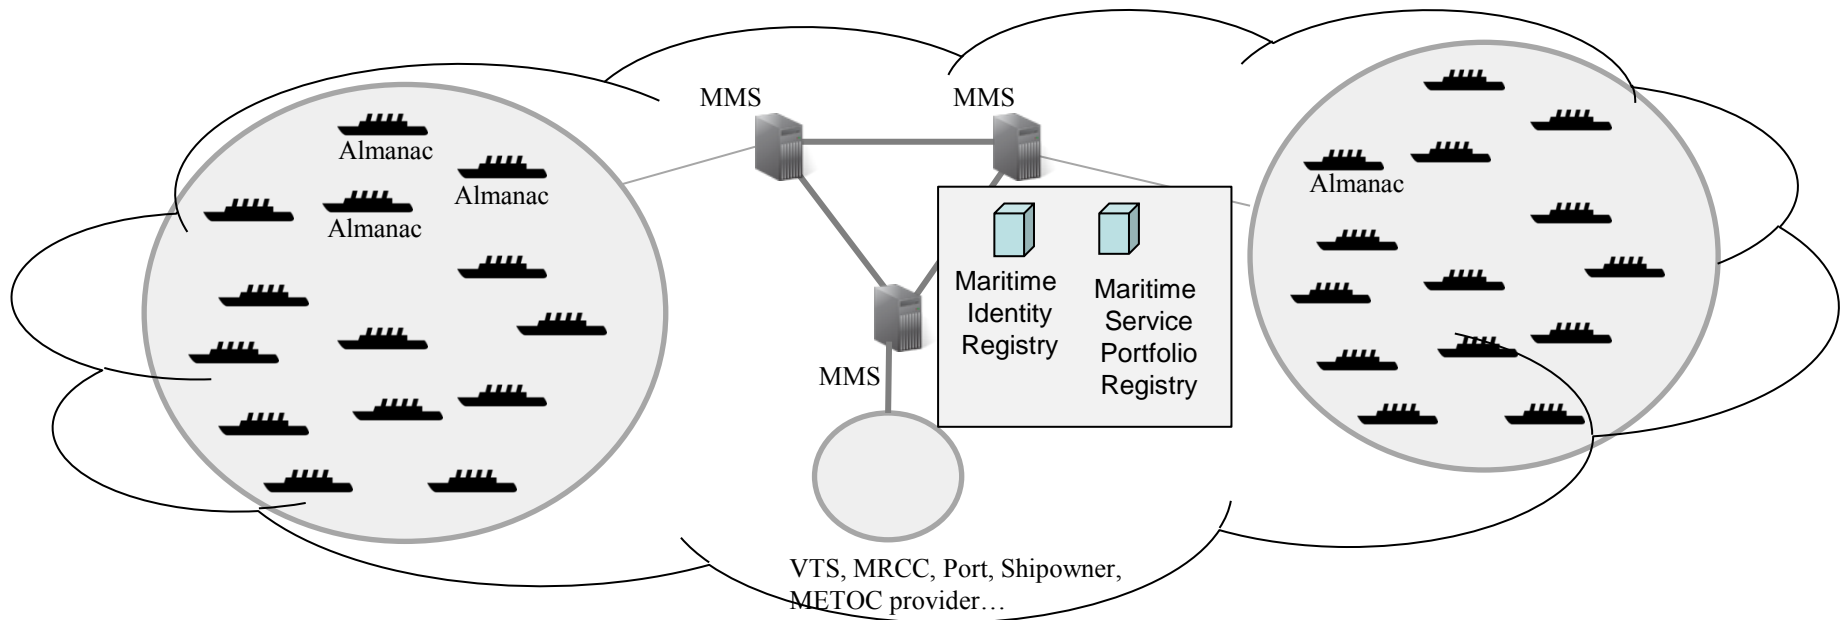 MMS
MMS
Almanac
Almanac
Almanac
Almanac
Maritime
Identity
Registry
Maritime
Service
Portfolio
Registry
MMS
VTS, MRCC, Port, Shipowner,
METOC provider…